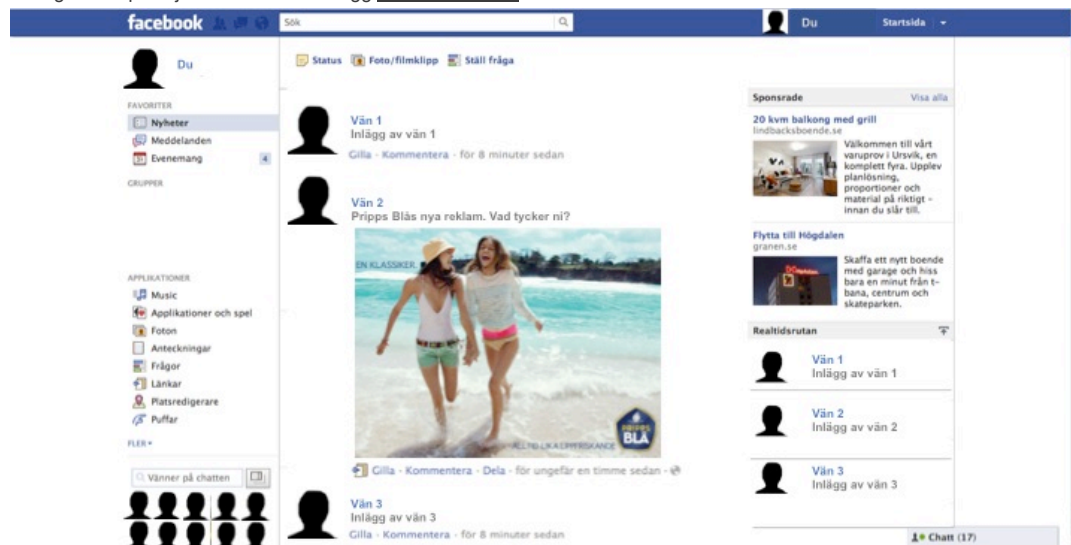 facebook
Sök
Du
Startsida
Du
FAVORITER
Nyheter
Meddelanden
Evenemang 4
GRUPPER
APPLIKATIONER
Music
Applikationer och spel
Foton
Anteckningar
Frågor
Länkar
Platsredigerare
Puffar
FLER
Vänner på chatten
Status Foto/filmklipp Ställ fråga
Vän 1
Inlägg av vän 1
Gilla · Kommentera · för 8 minuter sedan
Vän 2
Pripps Blås nya reklam. Vad tycker ni?
EN KLASSIKER.
ALLTID LIKA UPPFRISKANDE
PRIPPS
BLÅ
Gilla · Kommentera · Dela · för ungefär en timme sedan ·
Vän 3
Inlägg av vän 3
Gilla · Kommentera · för 8 minuter sedan
Sponsrade Visa alla
20 kvm balkong med grill
lindbacksboende.se
Välkommen till vårt
varuprov i Ursvik, en
komplett fyra. Upplev
planlösning,
proportioner och
material på riktigt -
innan du slår till.
Flytta till Högdalen
granen.se
Skaffa ett nytt boende
med garage och hiss
bara en minut från t-
bana, centrum och
skateparken.
Realtidsrutan
Vän 1
Inlägg av vän 1
Vän 2
Inlägg av vän 2
Vän 3
Inlägg av vän 3
Chatt (17)